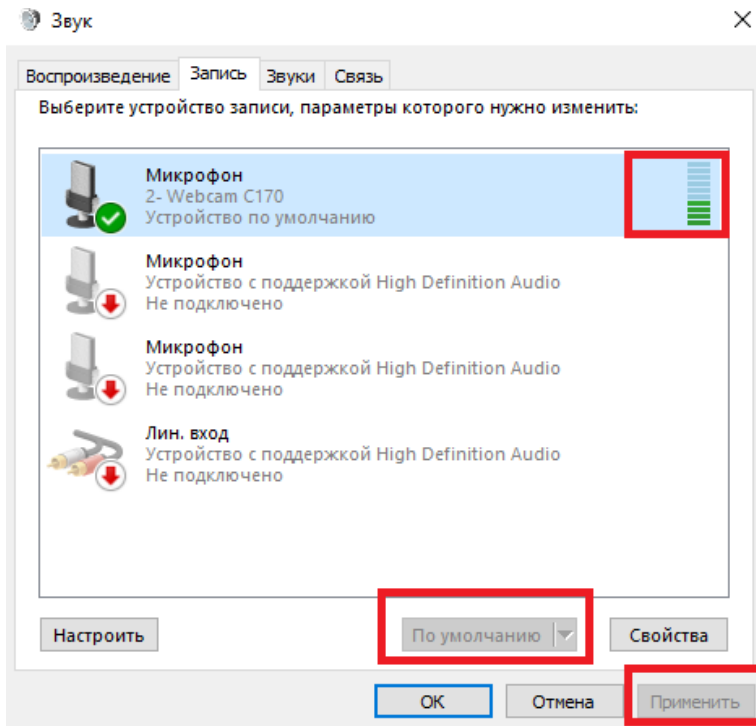 Звук
Воспроизведение Запись Звуки Связь
Выберите устройство записи, параметры которого нужно изменить:
Микрофон
2- Webcam C170
Устройство по умолчанию
Микрофон
Устройство с поддержкой High Definition Audio
Не подключено
Микрофон
Устройство с поддержкой High Definition Audio
Не подключено
Лин. вход
Устройство с поддержкой High Definition Audio
Не подключено
Настроить По умолчанию Свойства
ОК Отмена Применить